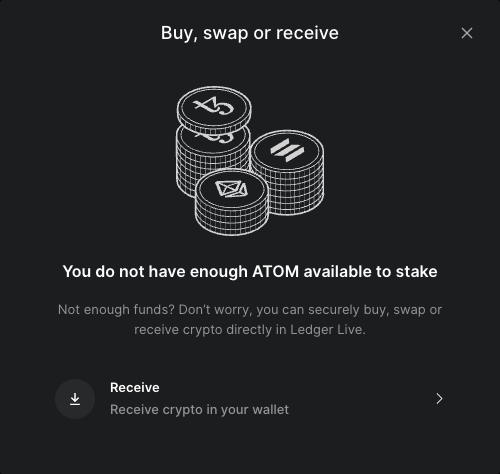 Buy, swap or receive
You do not have enough ATOM available to stake
Not enough funds? Don't worry, you can securely buy, swap or
receive crypto directly in Ledger Live.
Receive
Receive crypto in your wallet